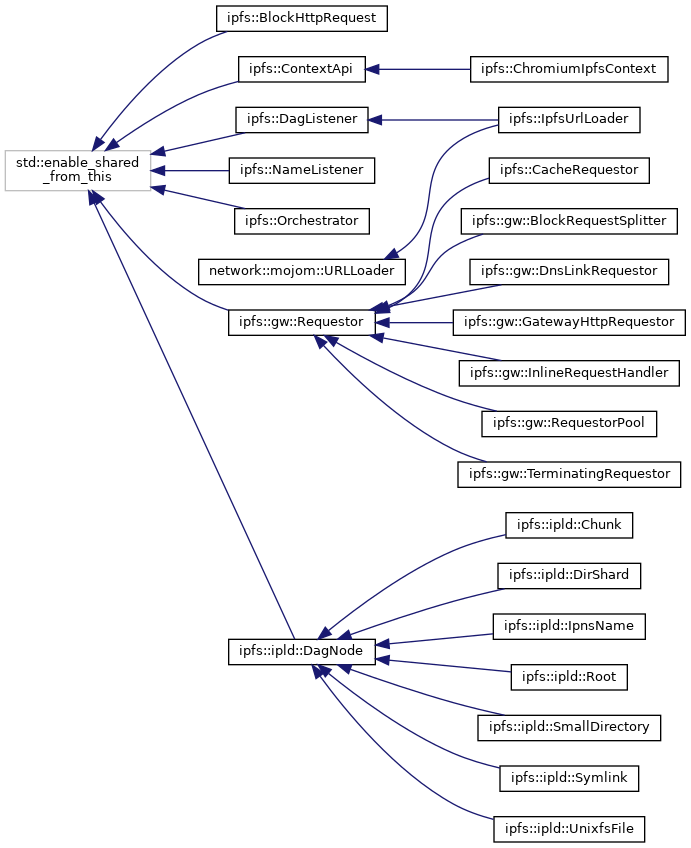 ipfs::BlockHttpRequest
ipfs::ContextApi
ipfs::ChromiumIpfsContext
ipfs::DagListener
ipfs::IpfsUrlLoader
std::enable_shared
_from_this
ipfs::NameListener
ipfs::CacheRequestor
ipfs::Orchestrator
ipfs::gw::BlockRequestSplitter
network::mojom::URLLoader
ipfs::gw::DnsLinkRequestor
ipfs::gw::Requestor
ipfs::gw::GatewayHttpRequestor
ipfs::gw::InlineRequestHandler
ipfs::gw::RequestorPool
ipfs::gw::TerminatingRequestor
ipfs::ipld::Chunk
ipfs::ipld::DirShard
ipfs::ipld::IpnsName
ipfs::ipld::DagNode
ipfs::ipld::Root
ipfs::ipld::SmallDirectory
ipfs::ipld::Symlink
ipfs::ipld::UnixfsFile